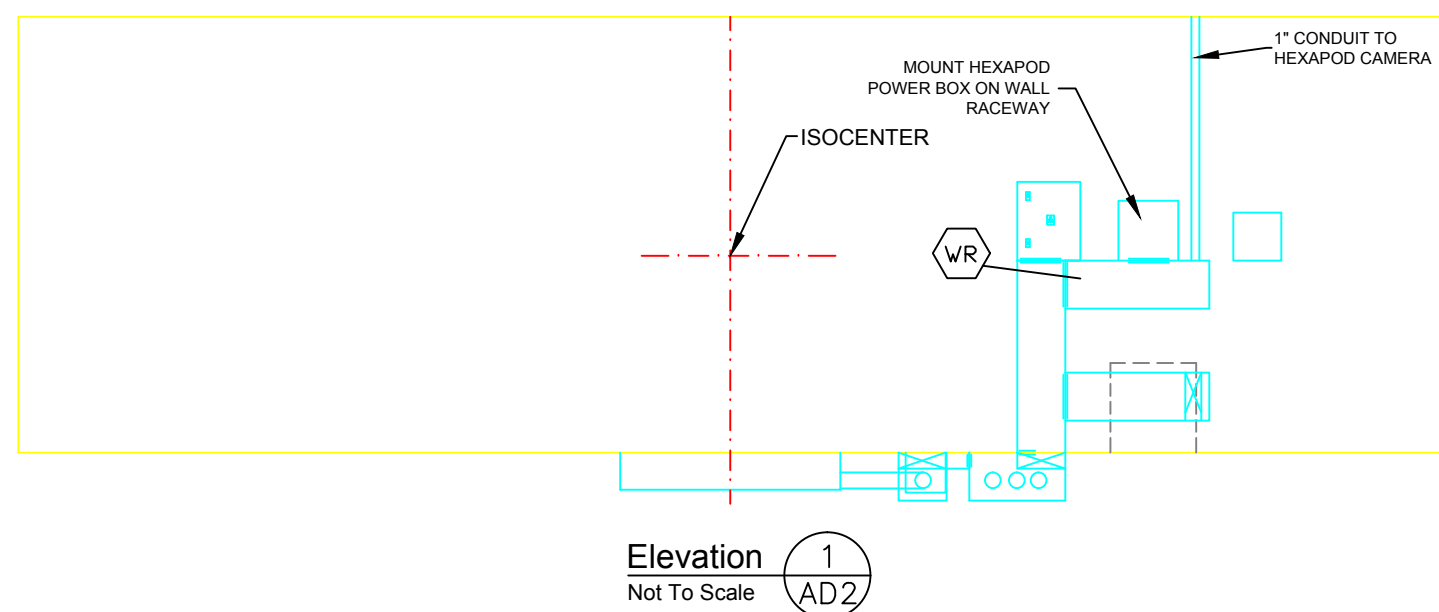 1" CONDUIT TO
HEXAPOD CAMERA
MOUNT HEXAPOD
POWER BOX ON WALL
RACEWAY
ISOCENTER
WR
Elevation
Not To Scale
1
AD2